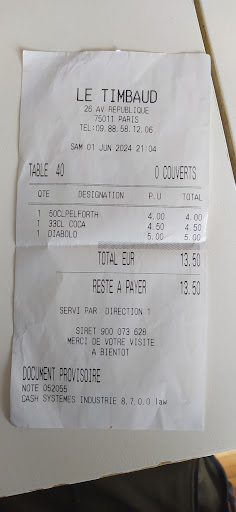 LE TIMBAUD
26 AV REPUBLIQUE
75011 PARIS
TEL:09.88.58.12.06
SAM 01 JUN 2024 21:04
TABLE 40 0 COUVERTS
QTE DESIGNATION P.U TOTAL
1 50CLPELFORTH 4.00 4.00
1 33CL COCA 4.50 4.50
1 DIABOLO 5.00 5.00
TOTAL EUR 13.50
RESTE A PAYER 13.50
SERVI PAR DIRECTION 1
SIRET 900 073 628
MERCI DE VOTRE VISITE
A BIENTOT
DOCUMENT PROVISOIRE
NOTE 052055
CASH SYSTEMES INDUSTRIE 8.7.0.0 law